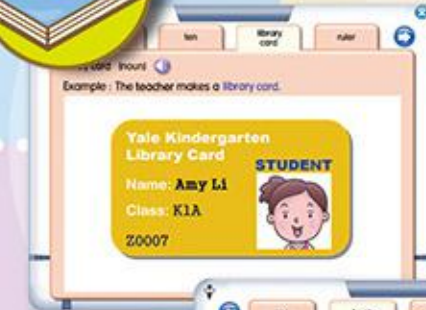 ten
library
card
ruler
card (noun)
Example : The teacher makes a library card.
Yale Kindergarten
Library Card
STUDENT
Name: Amy Li
Class: K1A
Z0007